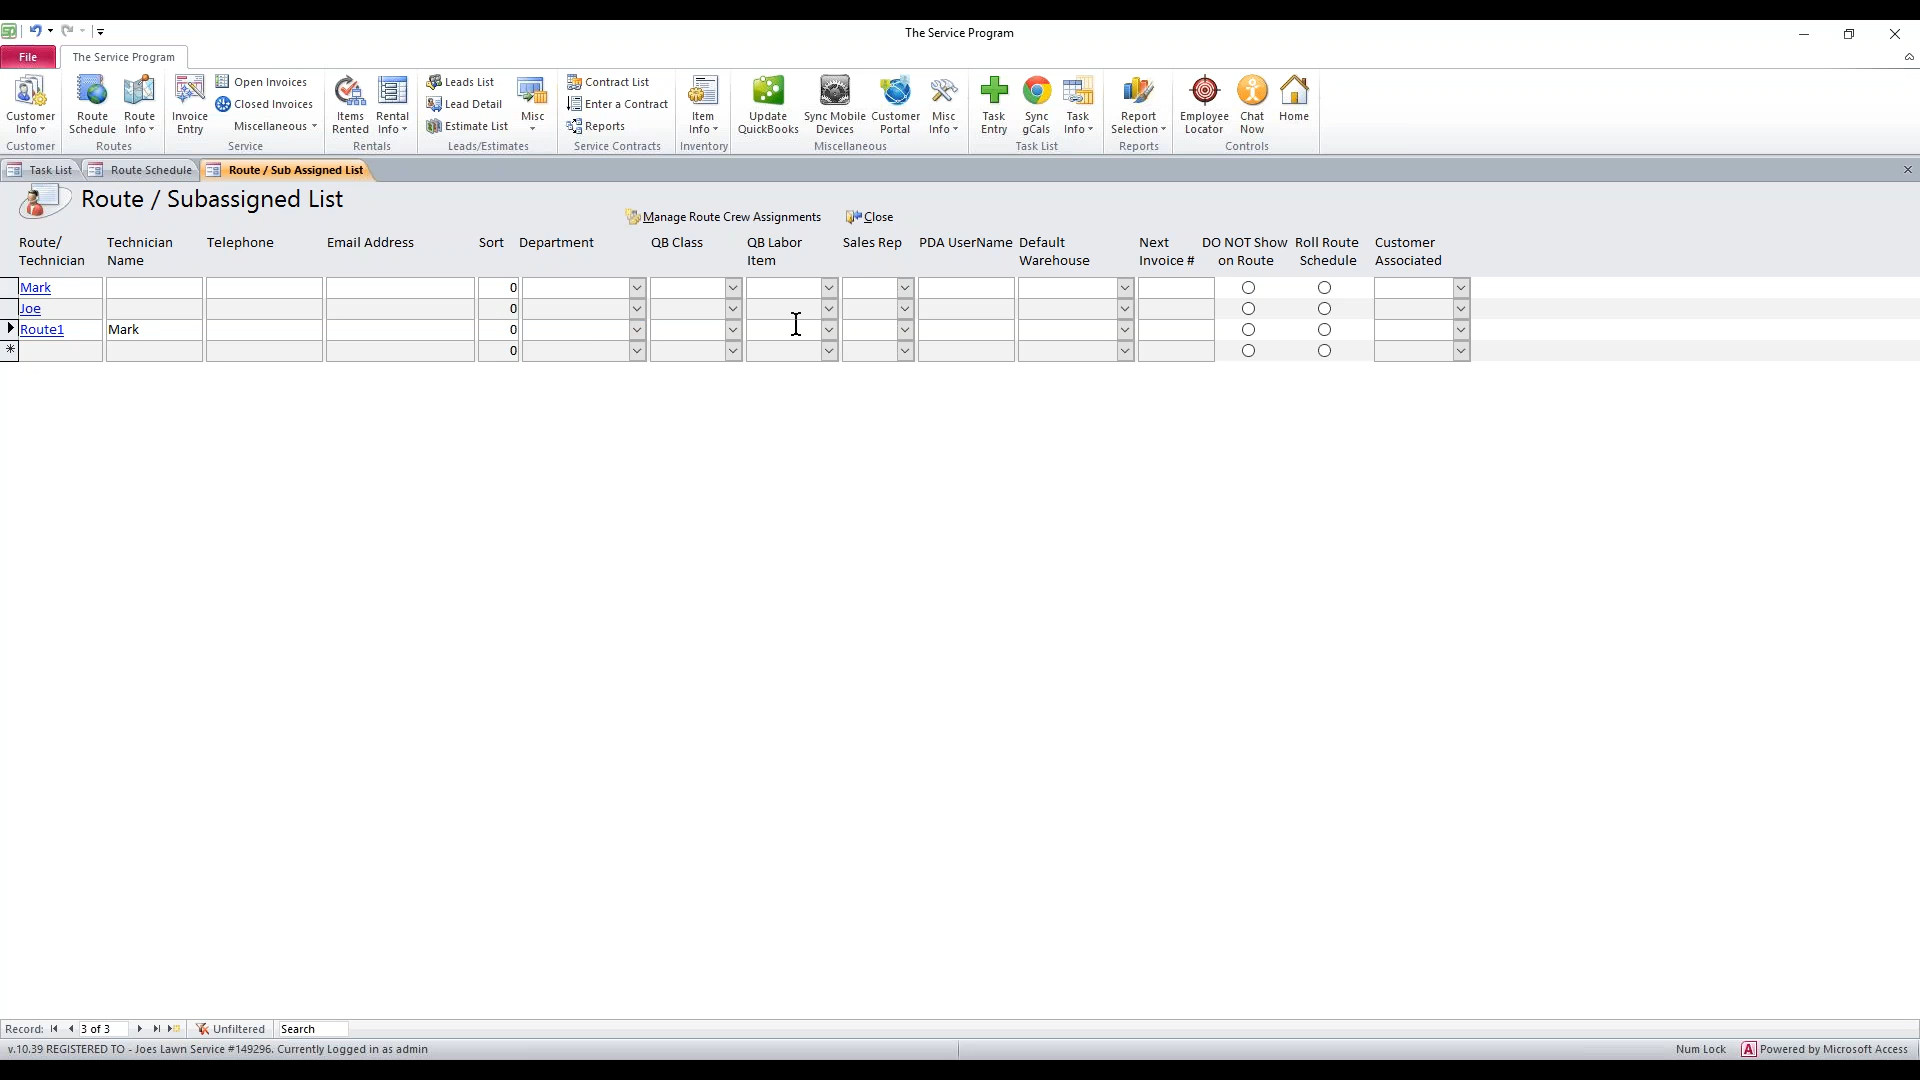 The Service Program
File
The Service Program
Customer Info
Route Schedule
Route Info
Invoice Entry
Open Invoices
Closed Invoices
Miscellaneous
Items Rented
Rental Info
Leads List
Lead Detail
Estimate List
Misc
Contract List
Enter a Contract
Reports
Item Info
Update QuickBooks
Sync Mobile Devices
Customer Portal
Misc Info
Task Entry
Sync gCals
Task Info
Report Selection
Employee Locator
Chat Now
Home
Customer Routes Service Rentals Leads/Estimates Service Contracts Inventory Miscellaneous Task List Reports Controls
Task List Route Schedule Route / Sub Assigned List
Route / Subassigned List
Manage Route Crew Assignments Close
Route/ Technician Technician Name Telephone Email Address Sort Department QB Class QB Labor Item Sales Rep PDA UserName Default Warehouse Next Invoice # DO NOT Show on Route Roll Route Schedule Customer Associated
Mark 0
Joe 0
Route1 Mark 0
0
Record: 3 of 3 Unfiltered Search
v.10.39 REGISTERED TO - Joes Lawn Service #149296. Currently Logged in as admin Num Lock A Powered by Microsoft Access